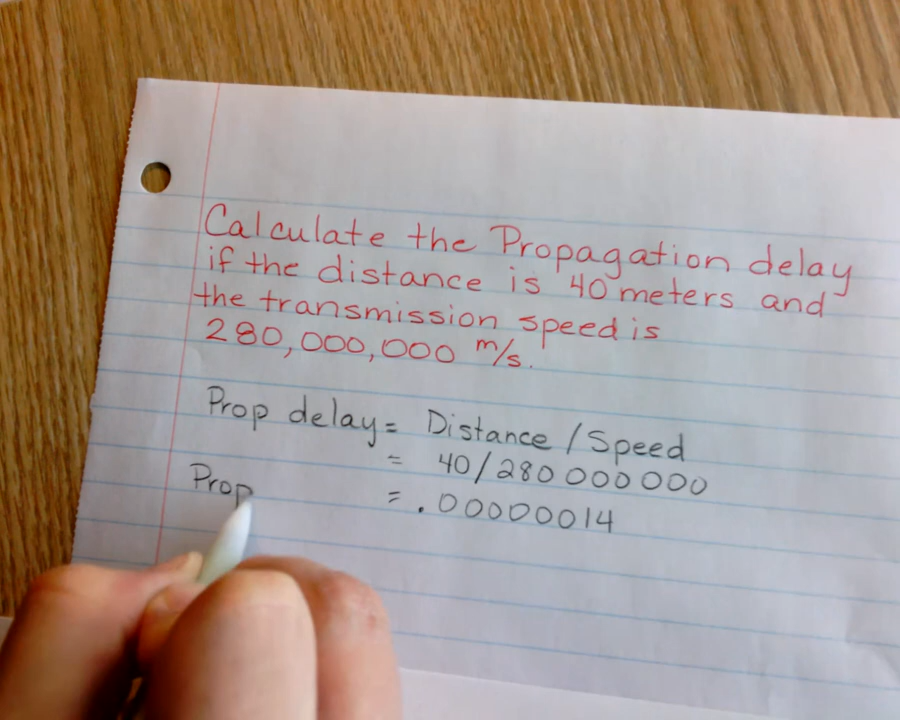 Calculate the Propagation delay
if the distance is 40 meters and
the transmission speed is
280,000,000 m/s.
Prop delay = Distance / Speed
= 40/280 000 000
Prop = .00000014